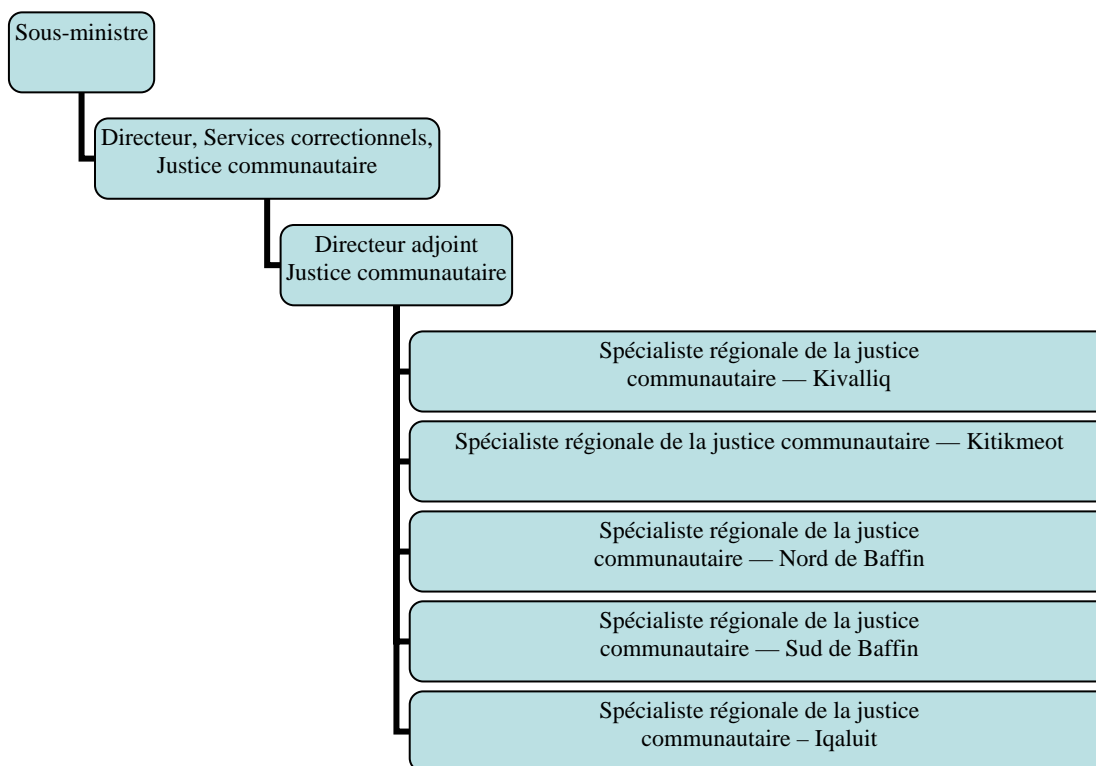 Sous-ministre
Directeur, Services correctionnels,
Justice communautaire
Directeur adjoint
Justice communautaire
Spécialiste régionale de la justice
communautaire — Kivalliq
Spécialiste régionale de la justice communautaire — Kitikmeot
Spécialiste régionale de la justice
communautaire — Nord de Baffin
Spécialiste régionale de la justice
communautaire — Sud de Baffin
Spécialiste régionale de la justice
communautaire – Iqaluit